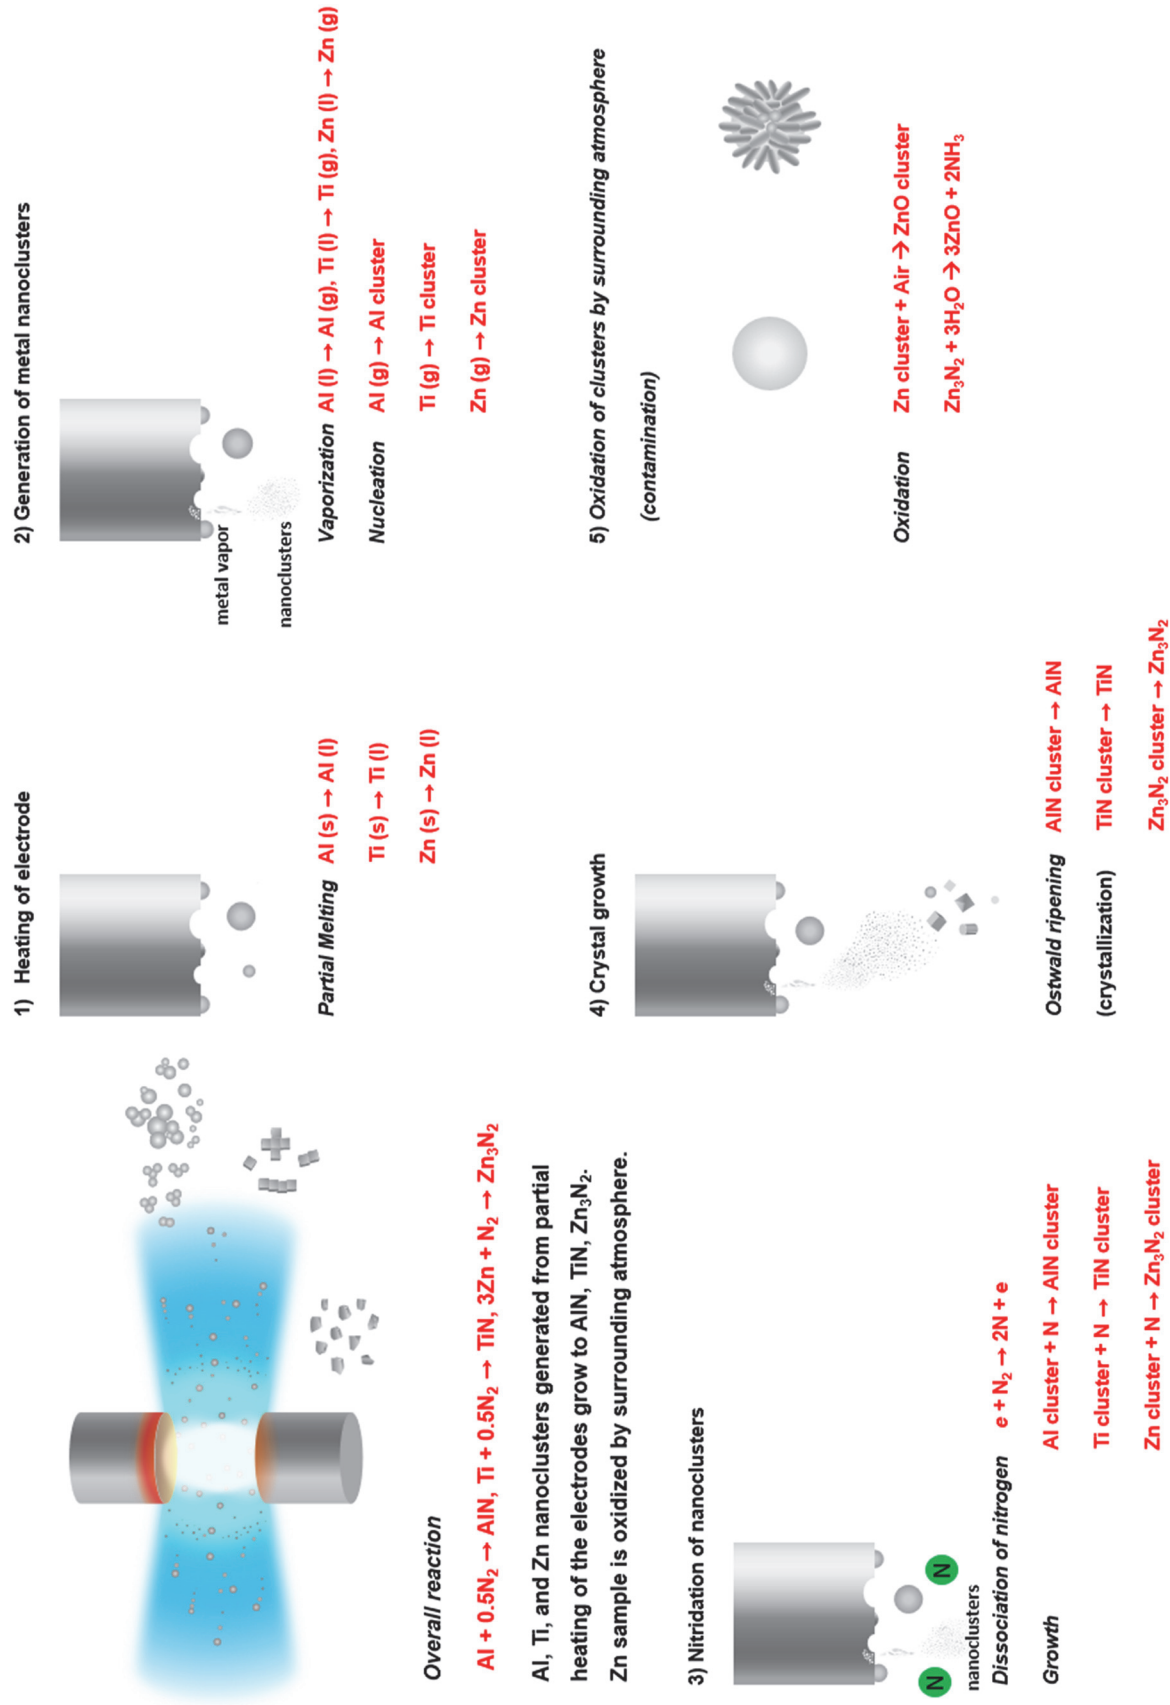 Overall reaction
Al + 0.5N₂ → AlN, Ti + 0.5N₂ → TiN, 3Zn + N₂ → Zn₃N₂
Al, Ti, and Zn nanoclusters generated from partial
heating of the electrodes grow to AlN, TiN, Zn₃N₂.
Zn sample is oxidized by surrounding atmosphere.
1) Heating of electrode
Partial Melting Al (s) → Al (l)
Ti (s) → Ti (l)
Zn (s) → Zn (l)
2) Generation of metal nanoclusters
metal vapor
nanoclusters
Vaporization Al (l) → Al (g), Ti (l) → Ti (g), Zn (l) → Zn (g)
Nucleation Al (g) → Al cluster
Ti (g) → Ti cluster
Zn (g) → Zn cluster
3) Nitridation of nanoclusters
N
N
nanoclusters
Dissociation of nitrogen e + N₂ → 2N + e
Growth Al cluster + N → AlN cluster
Ti cluster + N → TiN cluster
Zn cluster + N → Zn₃N₂ cluster
4) Crystal growth
Ostwald ripening AlN cluster → AlN
(crystallization) TiN cluster → TiN
Zn₃N₂ cluster → Zn₃N₂
5) Oxidation of clusters by surrounding atmosphere
(contamination)
Oxidation Zn cluster + Air → ZnO cluster
Zn₃N₂ + 3H₂O → 3ZnO + 2NH₃